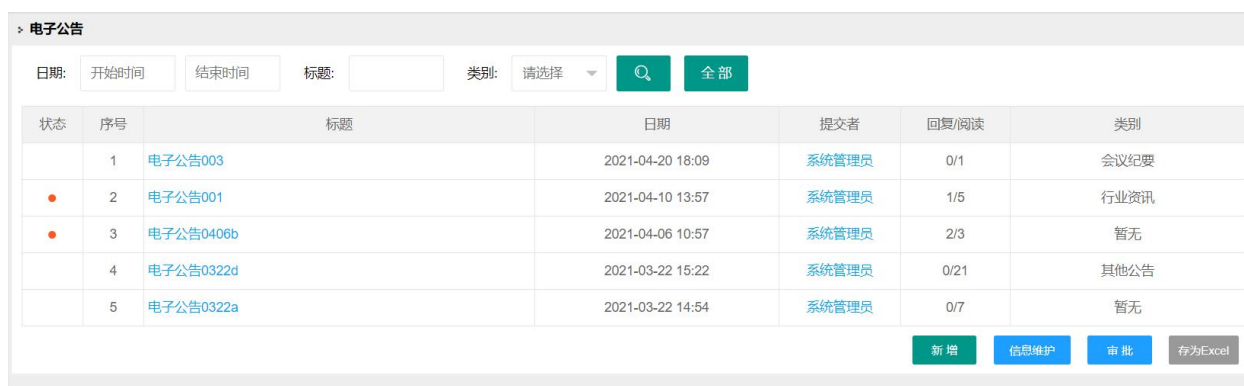 电子公告
日期: 开始时间 结束时间 标题: 类别: 请选择 全部
状态 序号 标题 日期 提交者 回复/阅读 类别
1 电子公告003 2021-04-20 18:09 系统管理员 0/1 会议纪要
2 电子公告001 2021-04-10 13:57 系统管理员 1/5 行业资讯
3 电子公告0406b 2021-04-06 10:57 系统管理员 2/3 暂无
4 电子公告0322d 2021-03-22 15:22 系统管理员 0/21 其他公告
5 电子公告0322a 2021-03-22 14:54 系统管理员 0/7 暂无
新增 信息维护 审批 存为Excel